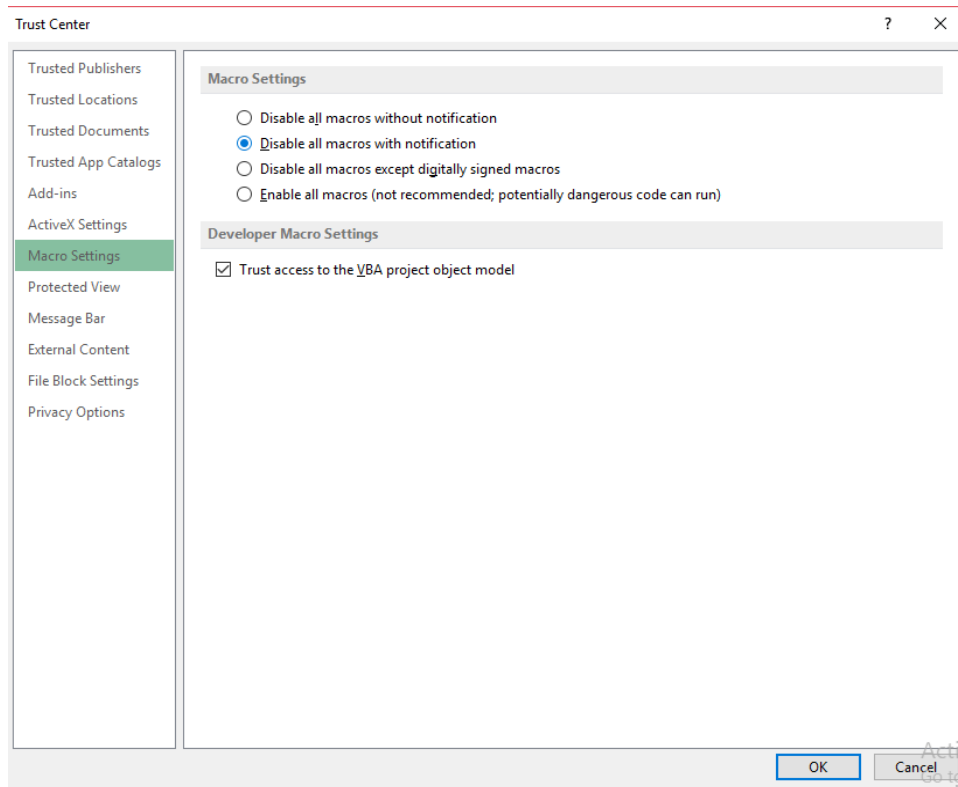 Trust Center
?
Trusted Publishers
Trusted Locations
Trusted Documents
Trusted App Catalogs
Add-ins
ActiveX Settings
Macro Settings
Protected View
Message Bar
External Content
File Block Settings
Privacy Options
Macro Settings
Disable all macros without notification
Disable all macros with notification
Disable all macros except digitally signed macros
Enable all macros (not recommended; potentially dangerous code can run)
Developer Macro Settings
Trust access to the VBA project object model
OK
Cancel